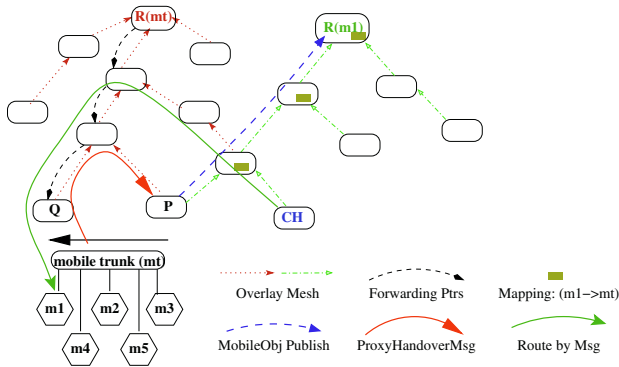 R(mt)
R(m1)
Q
P
CH
mobile trunk (mt)
m1
m2
m3
m4
m5
Overlay Mesh
Forwarding Ptrs
Mapping: (m1−>mt)
MobileObj Publish
ProxyHandoverMsg
Route by Msg